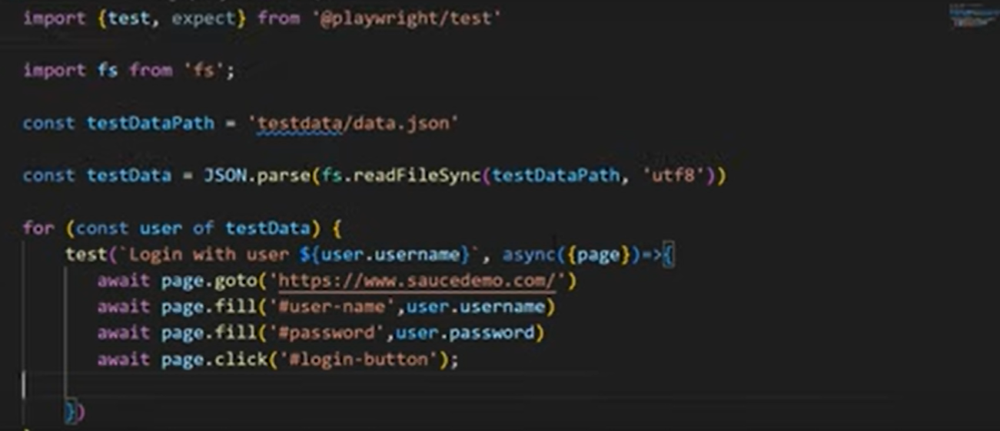 import {test, expect} from '@playwright/test'
import fs from 'fs';
const testDataPath = 'testdata/data.json'
const testData = JSON.parse(fs.readFileSync(testDataPath, 'utf8'))
for (const user of testData) {
test(`Login with user ${user.username}`, async({page})=>{
await page.goto('https://www.saucedemo.com/')
await page.fill('#user-name',user.username)
await page.fill('#password',user.password)
await page.click('#login-button');
})